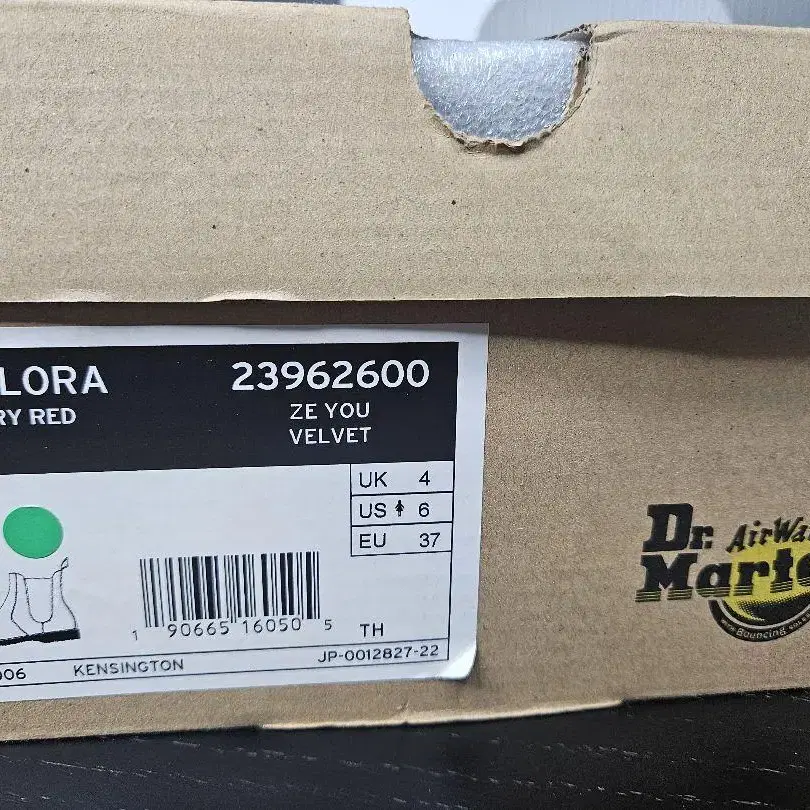 LORA 23962600
RY RED ZE YOU
VELVET
UK 4
US 6
EU 37
1 90665 16050 5
TH
006 KENSINGTON JP-0012827-22
Dr. AirWa
Marte
Bouncing